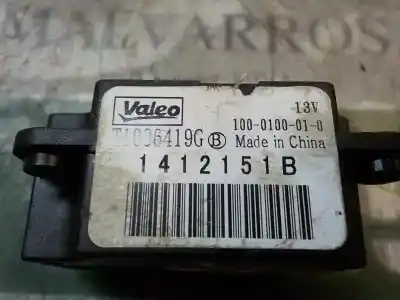 MALVARROS
Valeo
13V
T1006419G B
100-0100-01-0
Made in China
1412151B